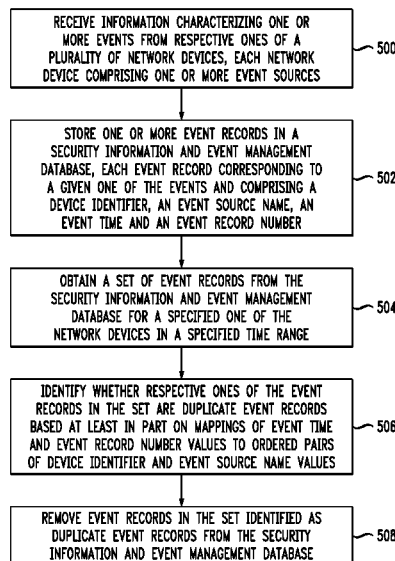 RECEIVE INFORMATION CHARACTERIZING ONE OR
MORE EVENTS FROM RESPECTIVE ONES OF A
PLURALITY OF NETWORK DEVICES, EACH NETWORK
DEVICE COMPRISING ONE OR MORE EVENT SOURCES
500
STORE ONE OR MORE EVENT RECORDS IN A
SECURITY INFORMATION AND EVENT MANAGEMENT
DATABASE, EACH EVENT RECORD CORRESPONDING TO
A GIVEN ONE OF THE EVENTS AND COMPRISING A
DEVICE IDENTIFIER, AN EVENT SOURCE NAME, AN
EVENT TIME AND AN EVENT RECORD NUMBER
502
OBTAIN A SET OF EVENT RECORDS FROM THE
SECURITY INFORMATION AND EVENT MANAGEMENT
DATABASE FOR A SPECIFIED ONE OF THE
NETWORK DEVICES IN A SPECIFIED TIME RANGE
504
IDENTIFY WHETHER RESPECTIVE ONES OF THE EVENT
RECORDS IN THE SET ARE DUPLICATE EVENT RECORDS
BASED AT LEAST IN PART ON MAPPINGS OF EVENT TIME
AND EVENT RECORD NUMBER VALUES TO ORDERED PAIRS
OF DEVICE IDENTIFIER AND EVENT SOURCE NAME VALUES
506
REMOVE EVENT RECORDS IN THE SET IDENTIFIED AS
DUPLICATE EVENT RECORDS FROM THE SECURITY
INFORMATION AND EVENT MANAGEMENT DATABASE
508